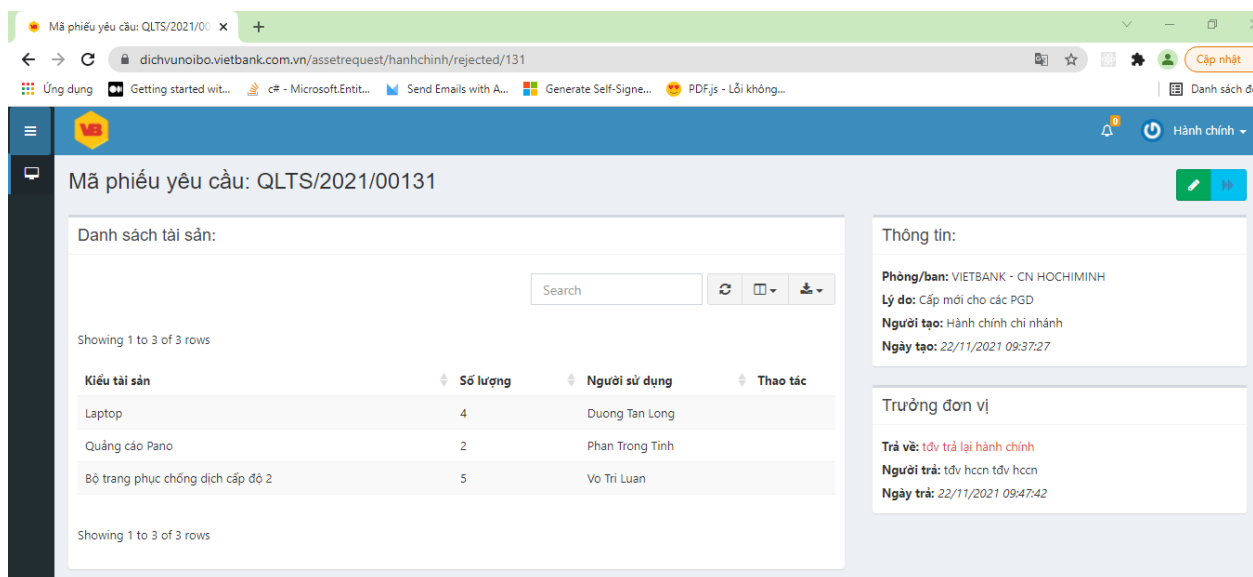 Mã phiếu yêu cầu: QLTS/2021/00
dichvunoibo.vietbank.com.vn/assetrequest/hanhchinh/rejected/131
Cập nhật
Ứng dụng Getting started wit... c# - Microsoft.Entit... Send Emails with A... Generate Self-Signe... PDF.js - Lỗi không... Danh sách đ
VB 0 Hành chính
Mã phiếu yêu cầu: QLTS/2021/00131
Danh sách tài sản:
Search
Showing 1 to 3 of 3 rows
Kiểu tài sản Số lượng Người sử dụng Thao tác
Laptop 4 Duong Tan Long
Quảng cáo Pano 2 Phan Trong Tinh
Bộ trang phục chống dịch cấp độ 2 5 Vo Tri Luan
Showing 1 to 3 of 3 rows
Thông tin:
Phòng/ban: VIETBANK - CN HOCHIMINH
Lý do: Cấp mới cho các PGD
Người tạo: Hành chính chi nhánh
Ngày tạo: 22/11/2021 09:37:27
Trưởng đơn vị
Trả về: tđv trả lại hành chính
Người trả: tđv hccn tđv hccn
Ngày trả: 22/11/2021 09:47:42